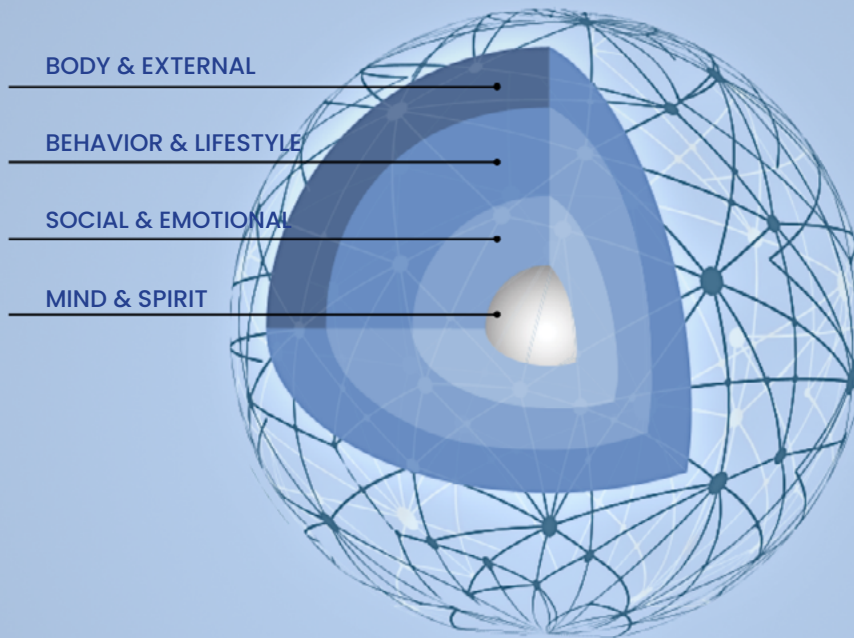 BODY & EXTERNAL
BEHAVIOR & LIFESTYLE
SOCIAL & EMOTIONAL
MIND & SPIRIT